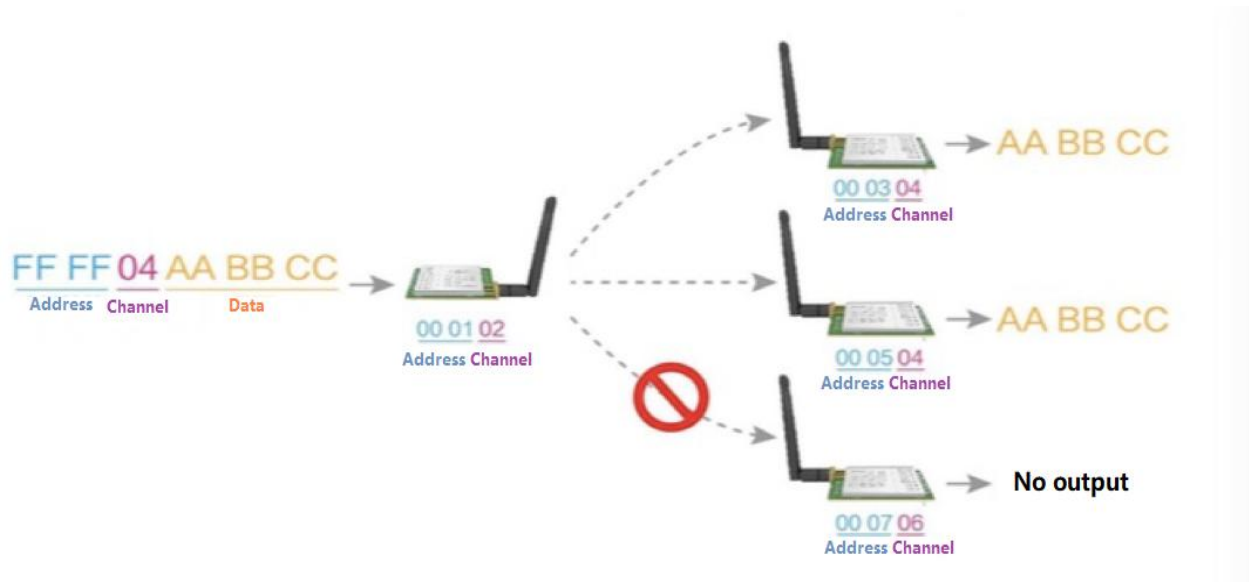 FF FF 04 AA BB CC
Address Channel Data
00 01 02
Address Channel
00 03 04
Address Channel
AA BB CC
00 05 04
Address Channel
AA BB CC
00 07 06
Address Channel
No output